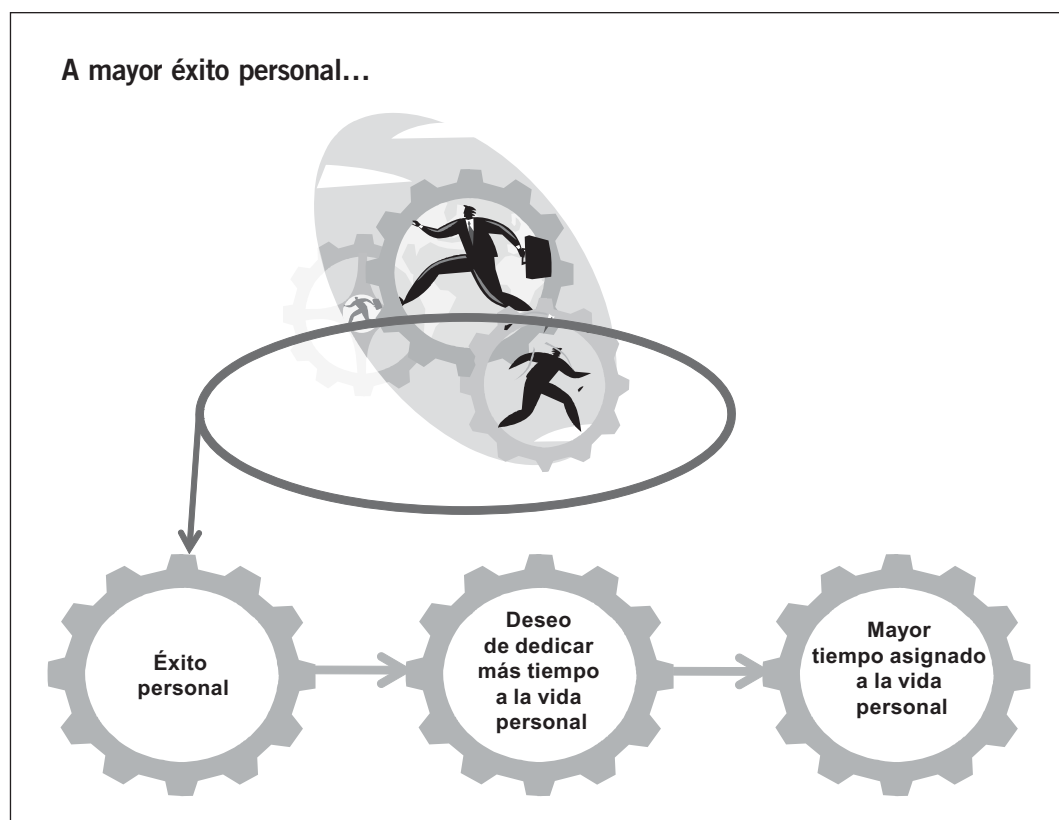 A mayor éxito personal...
Éxito
personal
Deseo
de dedicar
más tiempo
a la vida
personal
Mayor
tiempo asignado
a la vida
personal